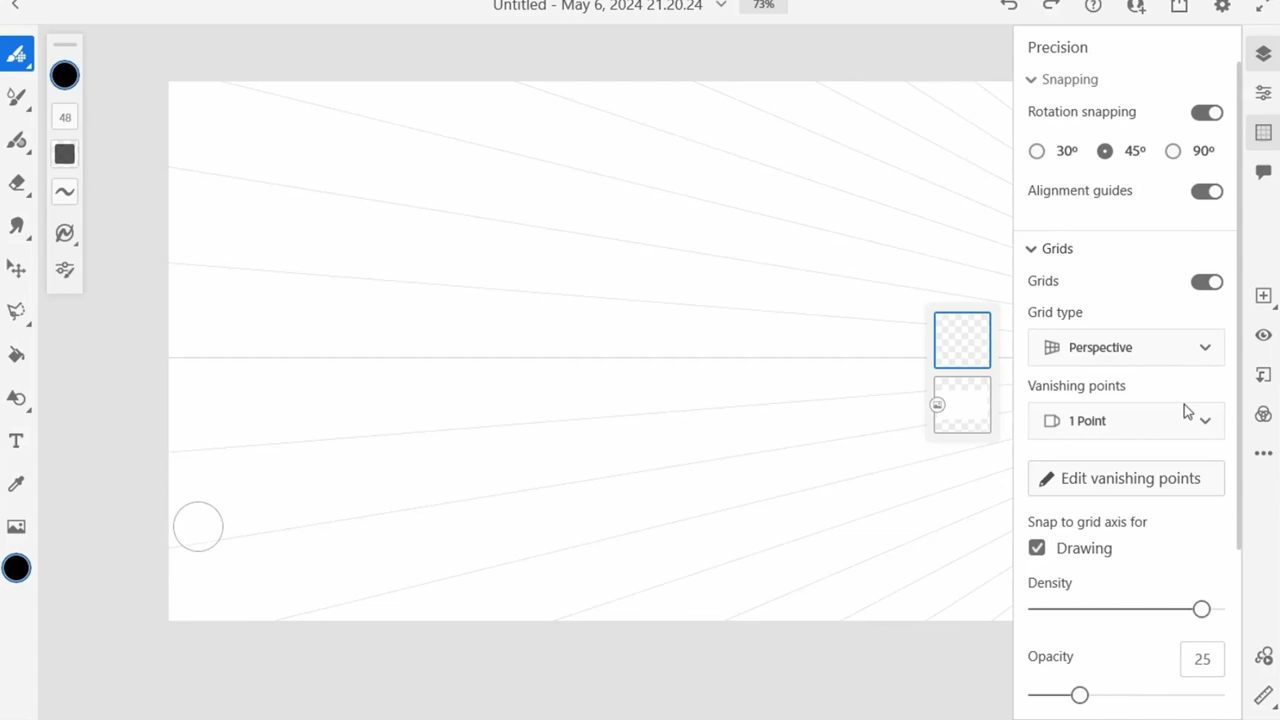 Untitled - May 6, 2024 21.20.24
73%
48
Precision
Snapping
Rotation snapping
30º
45º
90º
Alignment guides
Grids
Grids
Grid type
Perspective
Vanishing points
1 Point
Edit vanishing points
Snap to grid axis for
Drawing
Density
Opacity
25
T